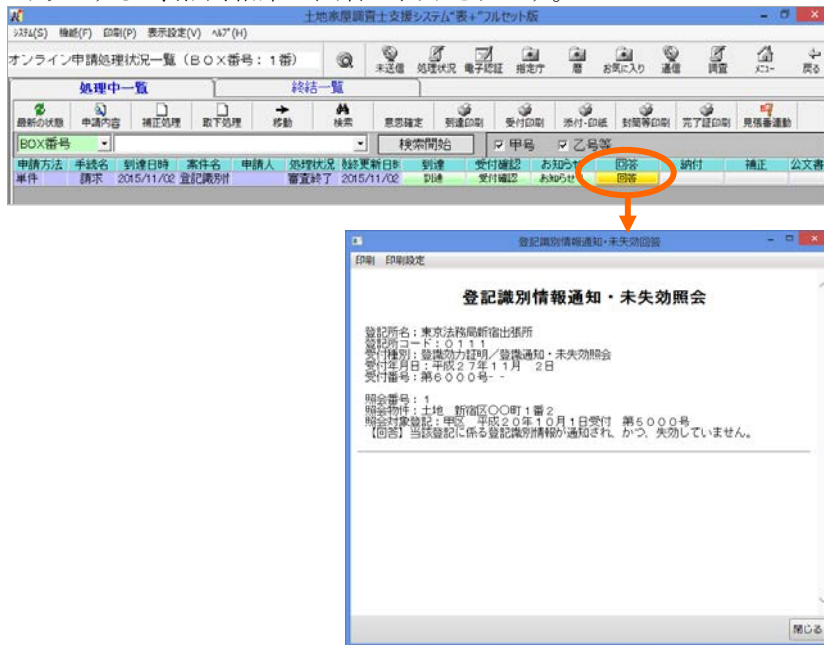 土地家屋調査士支援システム"表+"フルセット版
ｼｽﾃﾑ(S) 機能(F) 印刷(P) 表示設定(V) ﾍﾙﾌﾟ(H)
オンライン申請処理状況一覧（ＢＯＸ番号：１番）
未送信 処理状況 電子認証 指定庁 暦 お気に入り 通信 調査 ﾒﾆｭｰ 戻る
処理中一覧 終結一覧
最新の状態 申請内容 補正処理 取下処理 移動 検索 意思確定 到達印刷 受付印刷 添付・印紙 封筒等印刷 完了証印刷 見張番連動
BOX番号 検索開始 甲号 乙号等
申請方法 手続名 到達日時 案件名 申請人 処理状況 最終更新日時 到達 受付確認 お知らせ 回答 納付 補正 公文書
単件 請求 2015/11/02 登記識別情 審査終了 2015/11/02 到達 受付確認 お知らせ 回答
登記識別情報通知・未失効回答
印刷 印刷設定
登記識別情報通知・未失効照会
登記所名：東京法務局新宿出張所
登記所コード：０１１１
受付種別：登識効力証明／登識通知・未失効照会
受付年月日：平成２７年１１月　２日
受付番号：第６０００号- -
照会番号：１
照会物件：土地　新宿区〇〇町１番２
照会対象登記：甲区　平成２０年１０月１日受付　第５０００号
【回答】当該登記に係る登記識別情報が通知され、かつ、失効していません。
閉じる